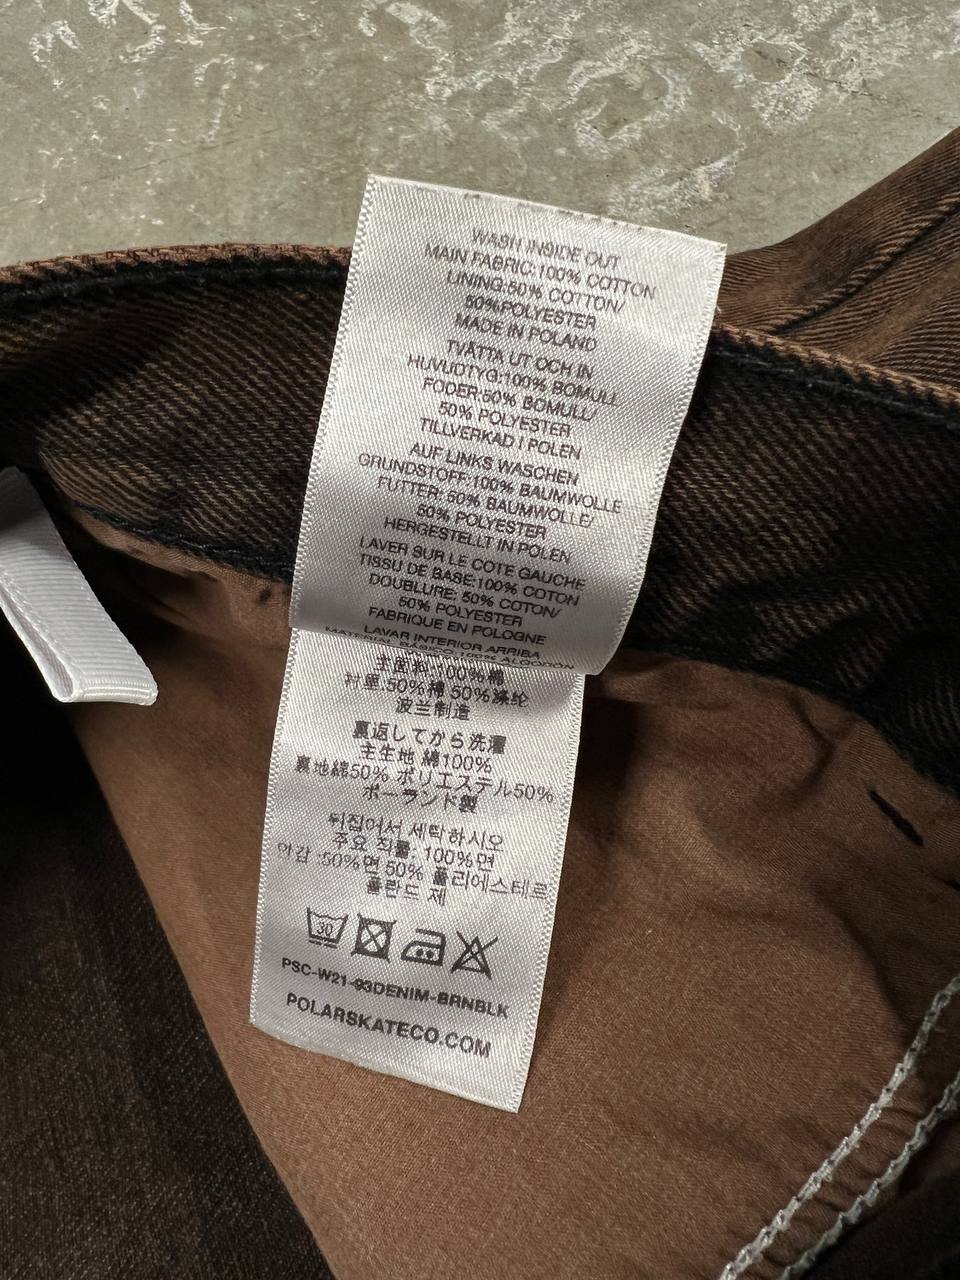 WASH INSIDE OUT
MAIN FABRIC:100% COTTON
LINING:50% COTTON/
50%POLYESTER
MADE IN POLAND
TVÄTTA UT OCH IN
HUVUDTYG:100% BOMULL
FODER:50% BOMULL/
50% POLYESTER
TILLVERKAD I POLEN
AUF LINKS WASCHEN
GRUNDSTOFF:100% BAUMWOLLE
FUTTER: 50% BAUMWOLLE/
50% POLYESTER
HERGESTELLT IN POLEN
LAVER SUR LE COTE GAUCHE
TISSU DE BASE:100% COTON
DOUBLURE: 50% COTON/
50% POLYESTER
FABRIQUE EN POLOGNE
LAVAR INTERIOR ARRIBA
MATERIAL BASICO:100% ALGODON
主面料:100%棉
衬里:50%棉 50%涤纶
波兰制造
裏返してから洗濯
主生地 綿100%
裏地綿50% ポリエステル50%
ポーランド製
뒤집어서 세탁하시오
주요 직물: 100%면
안감 :50%면 50% 폴리에스테르
폴란드 제
30
PSC-W21-93DENIM-BRNBLK
POLARSKATECO.COM